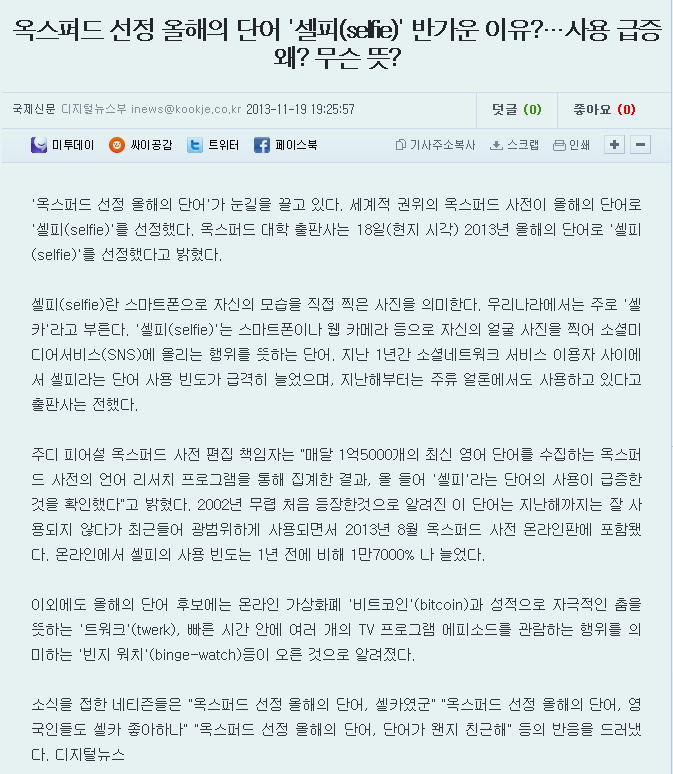 옥스퍼드 선정 올해의 단어 '셀피(selfie)' 반가운 이유?…사용 급증
왜? 무슨 뜻?
국제신문 디지털뉴스부 inews@kookje.co.kr 2013-11-19 19:25:57 덧글 (0) 좋아요 (0)
미투데이 싸이공감 트위터 페이스북 기사주소복사 스크랩 인쇄 + -
'옥스퍼드 선정 올해의 단어'가 눈길을 끌고 있다. 세계적 권위의 옥스퍼드 사전이 올해의 단어로
'셀피(selfie)'를 선정했다. 옥스퍼드 대학 출판사는 18일(현지 시각) 2013년 올해의 단어로 '셀피
(selfie)'를 선정했다고 밝혔다.
셀피(selfie)란 스마트폰으로 자신의 모습을 직접 찍은 사진을 의미한다. 우리나라에서는 주로 '셀
카'라고 부른다. '셀피(selfie)'는 스마트폰이나 웹 카메라 등으로 자신의 얼굴 사진을 찍어 소셜미
디어서비스(SNS)에 올리는 행위를 뜻하는 단어. 지난 1년간 소셜네트워크 서비스 이용자 사이에
서 셀피라는 단어 사용 빈도가 급격히 늘었으며, 지난해부터는 주류 언론에서도 사용하고 있다고
출판사는 전했다.
주디 피어설 옥스퍼드 사전 편집 책임자는 "매달 1억5000개의 최신 영어 단어를 수집하는 옥스퍼
드 사전의 언어 리서치 프로그램을 통해 집계한 결과, 올 들어 '셀피'라는 단어의 사용이 급증한
것을 확인했다"고 밝혔다. 2002년 무렵 처음 등장한것으로 알려진 이 단어는 지난해까지는 잘 사
용되지 않다가 최근들어 광범위하게 사용되면서 2013년 8월 옥스퍼드 사전 온라인판에 포함됐
다. 온라인에서 셀피의 사용 빈도는 1년 전에 비해 1만7000% 나 늘었다.
이외에도 올해의 단어 후보에는 온라인 가상화폐 '비트코인'(bitcoin)과 성적으로 자극적인 춤을
뜻하는 '트워크'(twerk), 빠른 시간 안에 여러 개의 TV 프로그램 에피소드를 관람하는 행위를 의
미하는 '빈지 워치'(binge-watch)등이 오른 것으로 알려졌다.
소식을 접한 네티즌들은 "옥스퍼드 선정 올해의 단어, 셀카였군" "옥스퍼드 선정 올해의 단어, 영
국인들도 셀카 좋아하나" "옥스퍼드 선정 올해의 단어, 단어가 왠지 친근해" 등의 반응을 드러냈
다. 디지털뉴스